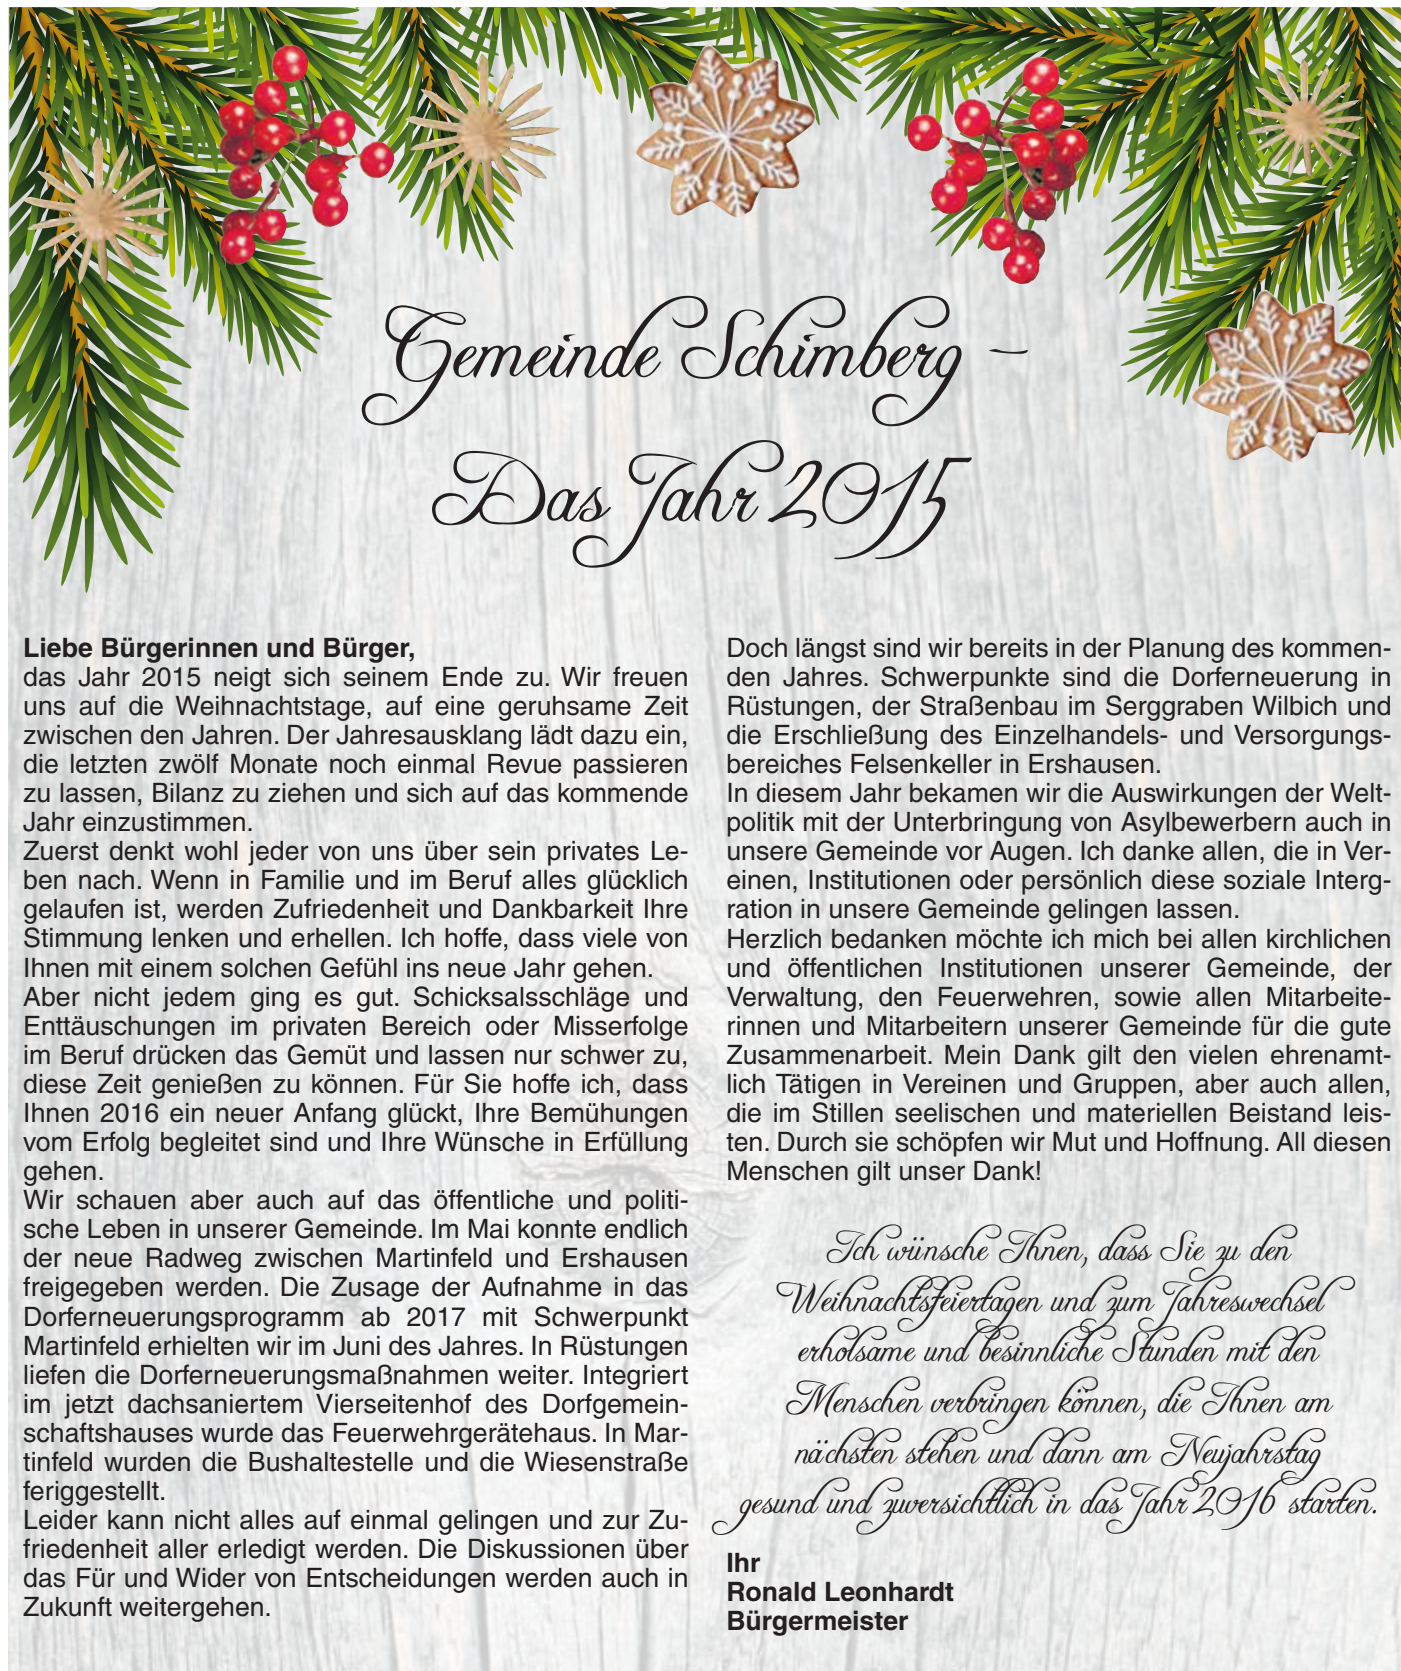 Gemeinde Schimberg –
Das Jahr 2015
Liebe Bürgerinnen und Bürger,
das Jahr 2015 neigt sich seinem Ende zu. Wir freuen
uns auf die Weihnachtstage, auf eine geruhsame Zeit
zwischen den Jahren. Der Jahresausklang lädt dazu ein,
die letzten zwölf Monate noch einmal Revue passieren
zu lassen, Bilanz zu ziehen und sich auf das kommende
Jahr einzustimmen.
Zuerst denkt wohl jeder von uns über sein privates Le-
ben nach. Wenn in Familie und im Beruf alles glücklich
gelaufen ist, werden Zufriedenheit und Dankbarkeit Ihre
Stimmung lenken und erhellen. Ich hoffe, dass viele von
Ihnen mit einem solchen Gefühl ins neue Jahr gehen.
Aber nicht jedem ging es gut. Schicksalsschläge und
Enttäuschungen im privaten Bereich oder Misserfolge
im Beruf drücken das Gemüt und lassen nur schwer zu,
diese Zeit genießen zu können. Für Sie hoffe ich, dass
Ihnen 2016 ein neuer Anfang glückt, Ihre Bemühungen
vom Erfolg begleitet sind und Ihre Wünsche in Erfüllung
gehen.
Wir schauen aber auch auf das öffentliche und politi-
sche Leben in unserer Gemeinde. Im Mai konnte endlich
der neue Radweg zwischen Martinfeld und Ershausen
freigegeben werden. Die Zusage der Aufnahme in das
Dorferneuerungsprogramm ab 2017 mit Schwerpunkt
Martinfeld erhielten wir im Juni des Jahres. In Rüstungen
liefen die Dorferneuerungsmaßnahmen weiter. Integriert
im jetzt dachsaniertem Vierseitenhof des Dorfgemein-
schaftshauses wurde das Feuerwehrgerätehaus. In Mar-
tinfeld wurden die Bushaltestelle und die Wiesenstraße
feriggestellt.
Leider kann nicht alles auf einmal gelingen und zur Zu-
friedenheit aller erledigt werden. Die Diskussionen über
das Für und Wider von Entscheidungen werden auch in
Zukunft weitergehen.
Doch längst sind wir bereits in der Planung des kommen-
den Jahres. Schwerpunkte sind die Dorferneuerung in
Rüstungen, der Straßenbau im Serggraben Wilbich und
die Erschließung des Einzelhandels- und Versorgungs-
bereiches Felsenkeller in Ershausen.
In diesem Jahr bekamen wir die Auswirkungen der Welt-
politik mit der Unterbringung von Asylbewerbern auch in
unsere Gemeinde vor Augen. Ich danke allen, die in Ver-
einen, Institutionen oder persönlich diese soziale Interg-
ration in unsere Gemeinde gelingen lassen.
Herzlich bedanken möchte ich mich bei allen kirchlichen
und öffentlichen Institutionen unserer Gemeinde, der
Verwaltung, den Feuerwehren, sowie allen Mitarbeite-
rinnen und Mitarbeitern unserer Gemeinde für die gute
Zusammenarbeit. Mein Dank gilt den vielen ehrenamt-
lich Tätigen in Vereinen und Gruppen, aber auch allen,
die im Stillen seelischen und materiellen Beistand leis-
ten. Durch sie schöpfen wir Mut und Hoffnung. All diesen
Menschen gilt unser Dank!
Ich wünsche Ihnen, dass Sie zu den
Weihnachtsfeiertagen und zum Jahreswechsel
erholsame und besinnliche Stunden mit den
Menschen verbringen können, die Ihnen am
nächsten stehen und dann am Neujahrstag
gesund und zuversichtlich in das Jahr 2016 starten.
Ihr
Ronald Leonhardt
Bürgermeister